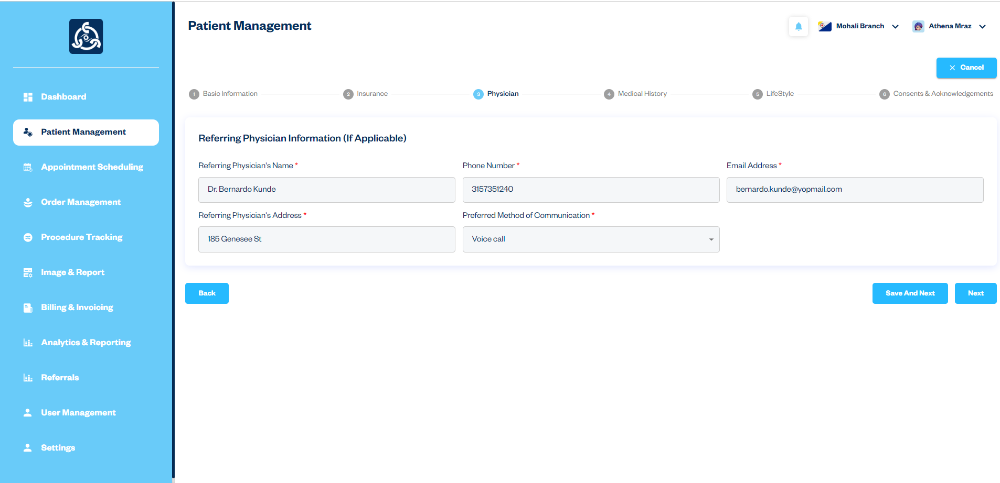 Patient Management
Mohali Branch
Athena Mraz
Cancel
Dashboard
Patient Management
Appointment Scheduling
Order Management
Procedure Tracking
Image & Report
Billing & Invoicing
Analytics & Reporting
Referrals
User Management
Settings
1 Basic Information
2 Insurance
3 Physician
4 Medical History
5 LifeStyle
6 Consents & Acknowledgements
Referring Physician Information (If Applicable)
Referring Physician's Name *
Dr. Bernardo Kunde
Phone Number *
3157351240
Email Address *
bernardo.kunde@yopmail.com
Referring Physician's Address *
185 Genesee St
Preferred Method of Communication *
Voice call
Back
Save And Next
Next